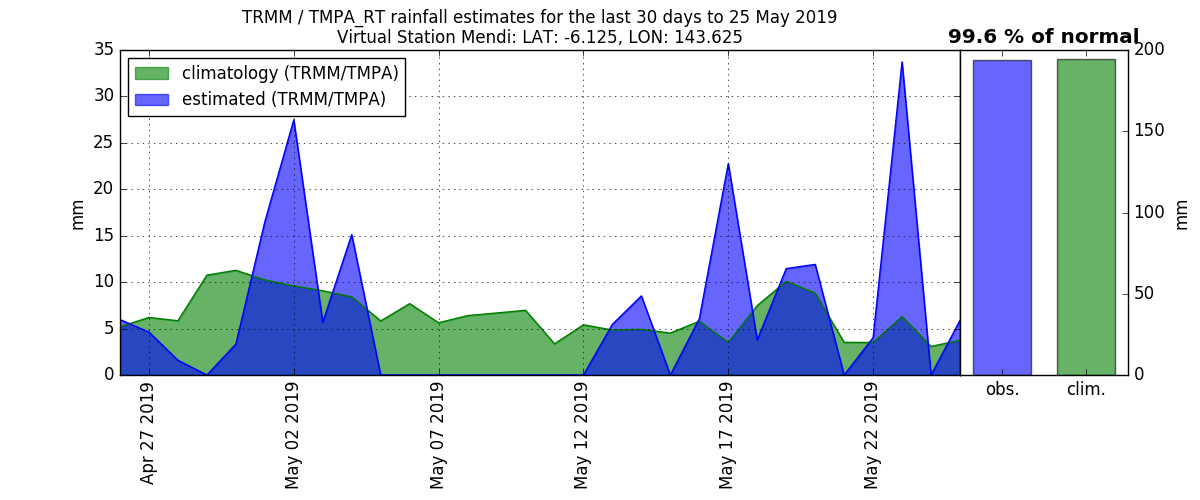 TRMM / TMPA_RT rainfall estimates for the last 30 days to 25 May 2019
Virtual Station Mendi: LAT: -6.125, LON: 143.625
99.6 % of normal
climatology (TRMM/TMPA)
estimated (TRMM/TMPA)
35
30
25
20
15
10
5
0
mm
Apr 27 2019
May 02 2019
May 07 2019
May 12 2019
May 17 2019
May 22 2019
200
150
100
50
0
mm
obs.
clim.